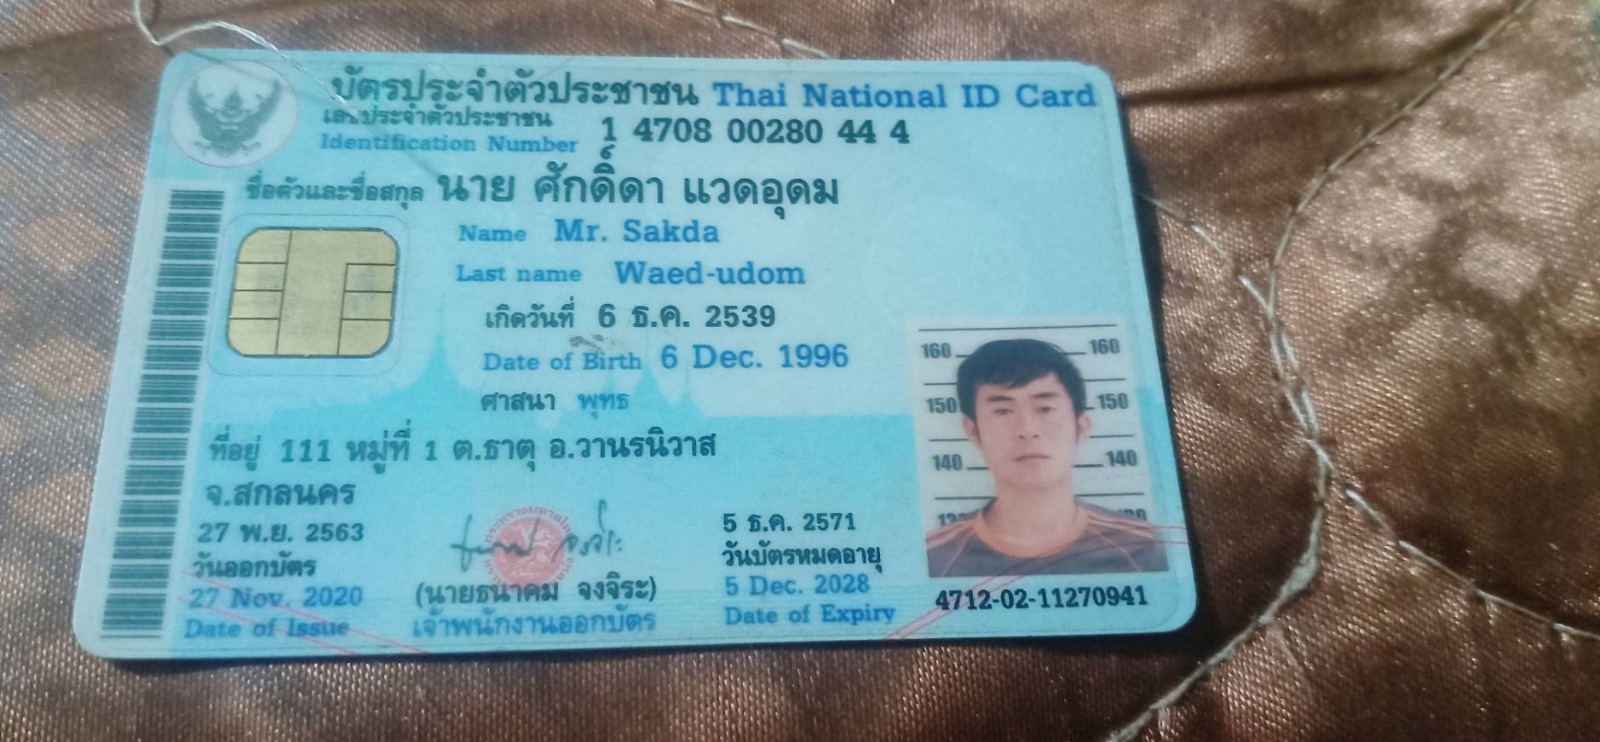 บัตรประจำตัวประชาชน Thai National ID Card
เลขประจำตัวประชาชน
Identification Number 1 4708 00280 44 4
ชื่อตัวและชื่อสกุล นาย ศักดิ์ดา แวดอุดม
Name Mr. Sakda
Last name Waed-udom
เกิดวันที่ 6 ธ.ค. 2539
Date of Birth 6 Dec. 1996
ศาสนา พุทธ
ที่อยู่ 111 หมู่ที่ 1 ต.ธาตุ อ.วานรนิวาส
จ.สกลนคร
27 พ.ย. 2563
วันออกบัตร
27 Nov. 2020
Date of Issue
(นายธนาคม จงจิระ)
เจ้าพนักงานออกบัตร
5 ธ.ค. 2571
วันบัตรหมดอายุ
5 Dec. 2028
Date of Expiry
160 160
150 150
140 140
4712-02-11270941